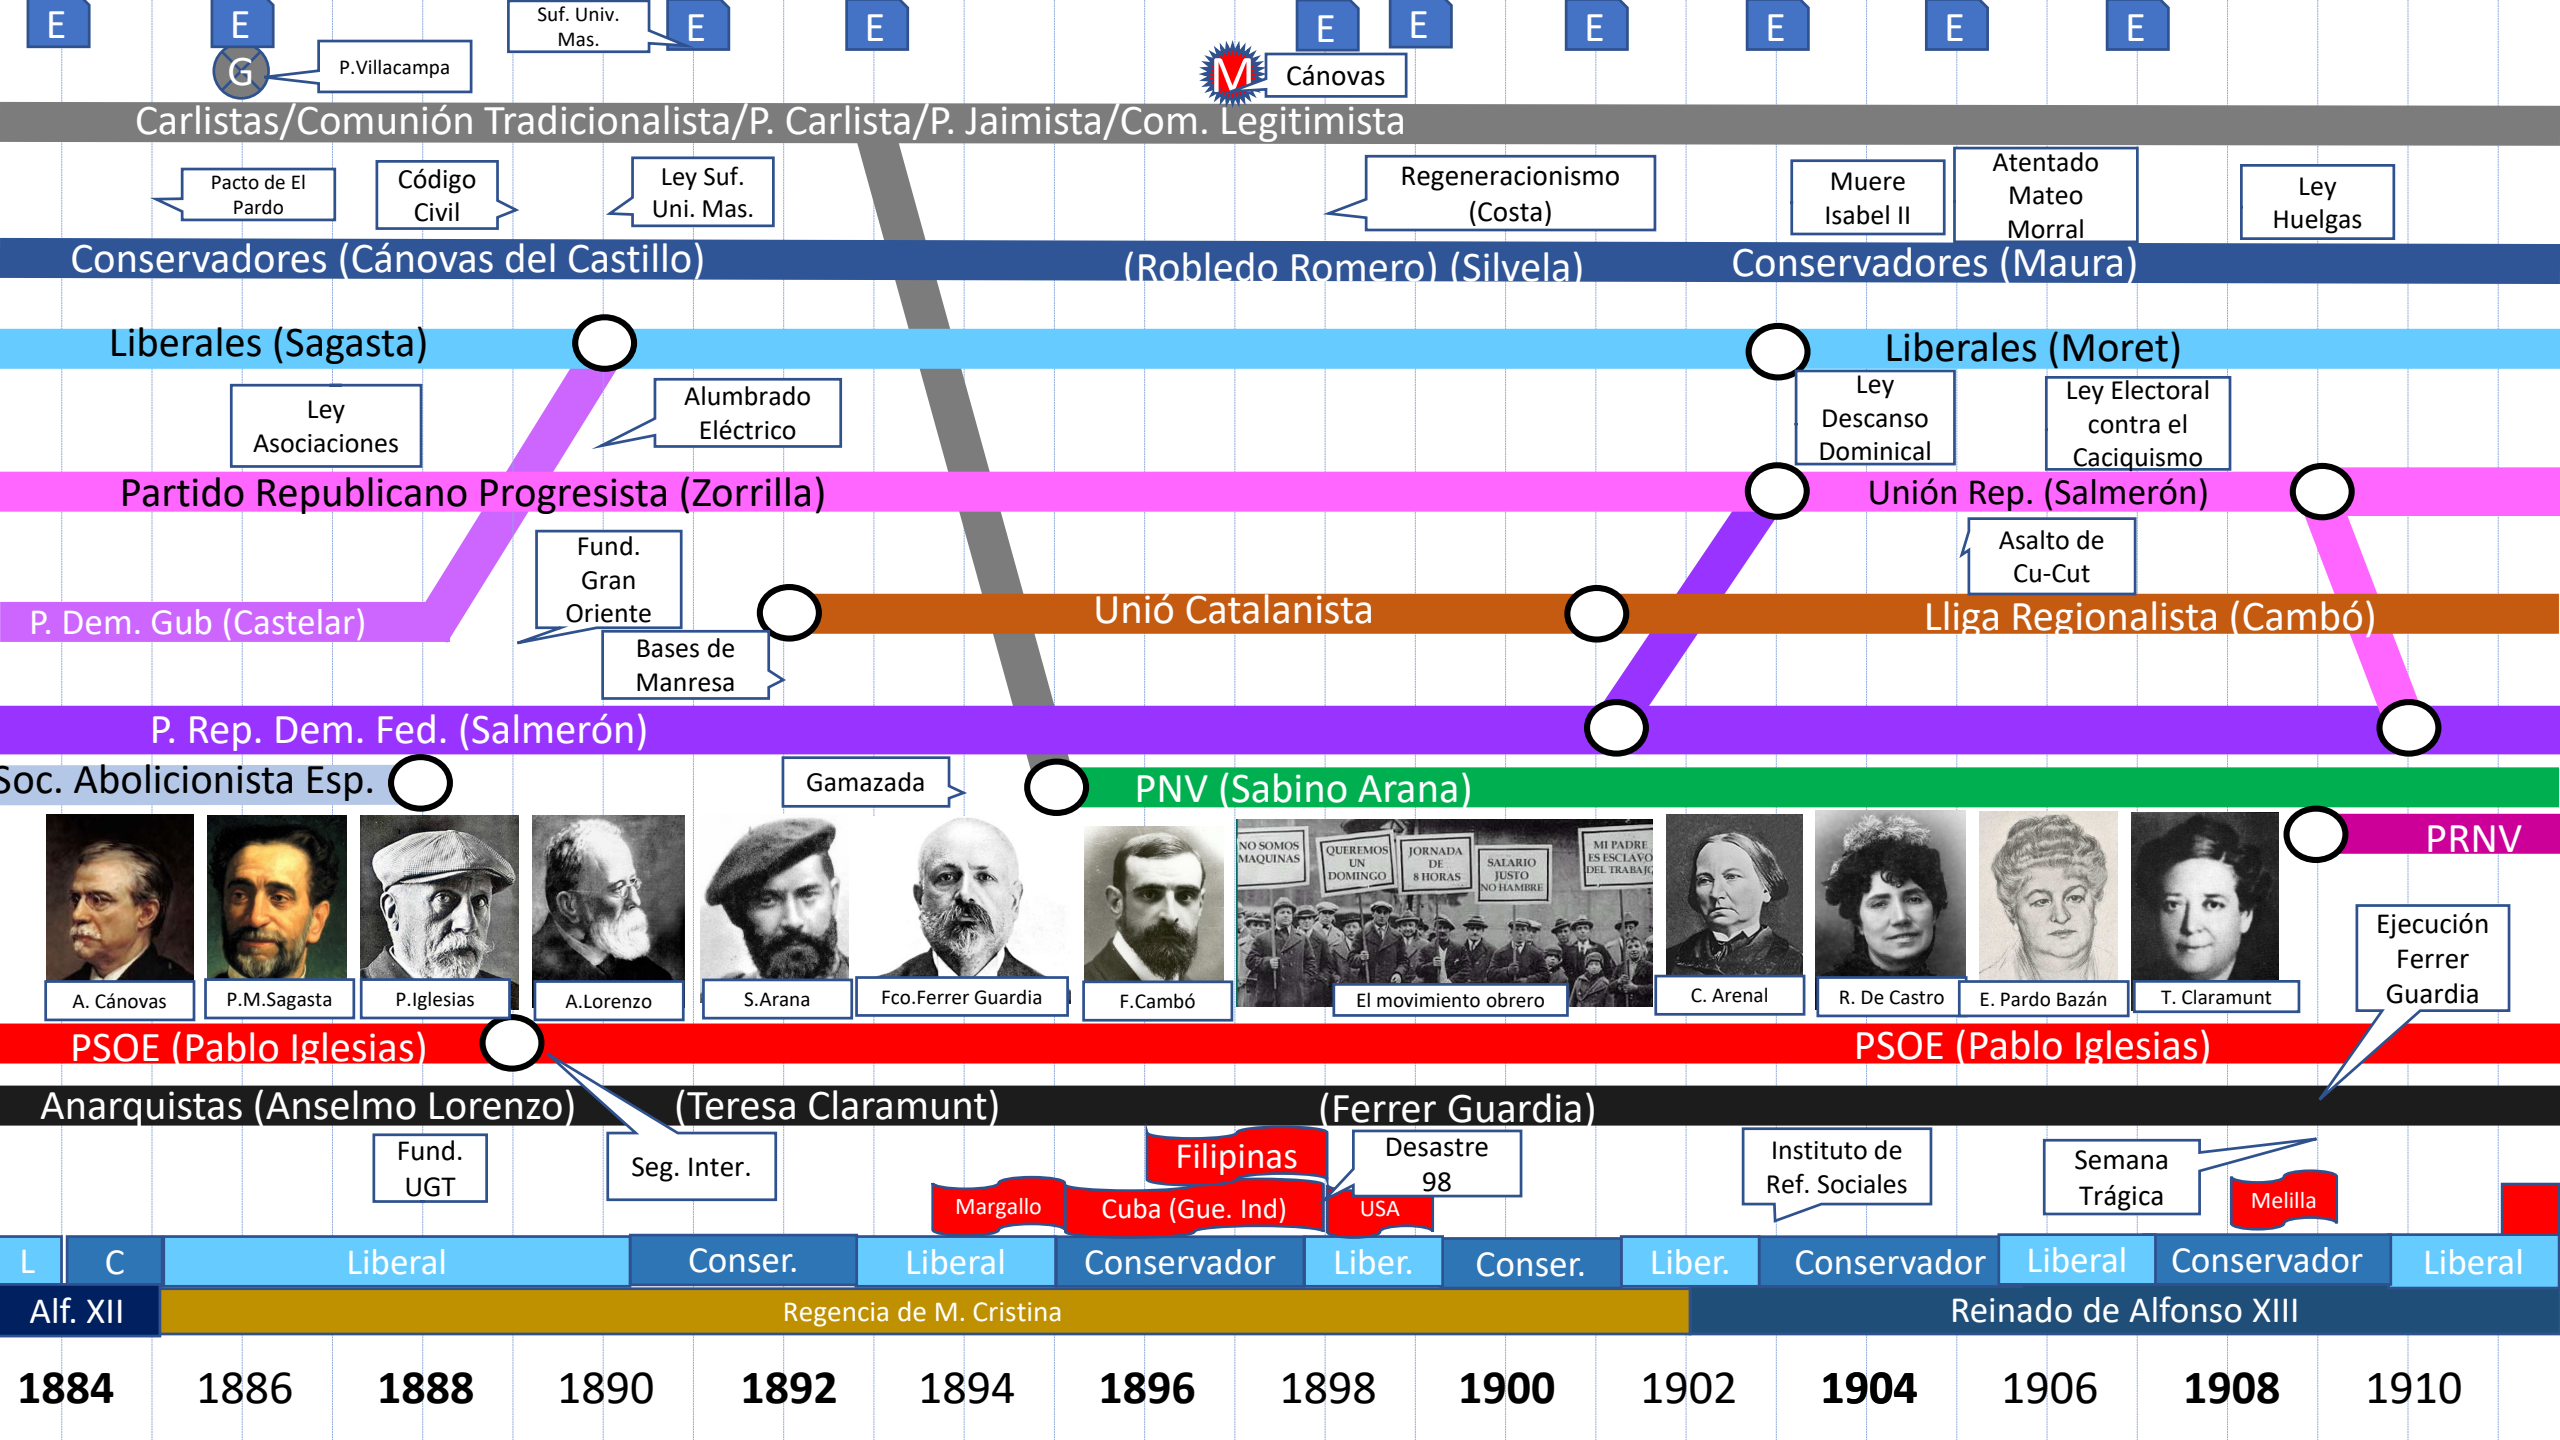 E
E
E
E
E
E
E
E
E
E
Suf. Univ.
Mas.
G
P.Villacampa
M
Cánovas
Carlistas/Comunión Tradicionalista/P. Carlista/P. Jaimista/Com. Legitimista
Pacto de El
Pardo
Código
Civil
Ley Suf.
Uni. Mas.
Regeneracionismo
(Costa)
Muere
Isabel II
Atentado
Mateo
Morral
Ley
Huelgas
Conservadores (Cánovas del Castillo)
(Robledo Romero) (Silvela)
Conservadores (Maura)
Liberales (Sagasta)
Liberales (Moret)
Ley
Asociaciones
Alumbrado
Eléctrico
Ley
Descanso
Dominical
Ley Electoral
contra el
Caciquismo
Partido Republicano Progresista (Zorrilla)
Unión Rep. (Salmerón)
Fund.
Gran
Oriente
Asalto de
Cu-Cut
P. Dem. Gub (Castelar)
Unió Catalanista
Lliga Regionalista (Cambó)
Bases de
Manresa
P. Rep. Dem. Fed. (Salmerón)
Soc. Abolicionista Esp.
Gamazada
PNV (Sabino Arana)
PRNV
NO SOMOS
MAQUINAS
QUEREMOS
UN
DOMINGO
JORNADA
DE
8 HORAS
SALARIO
JUSTO
NO HAMBRE
MI PADRE
ES ESCLAVO
DEL TRABAJO
Ejecución
Ferrer
Guardia
A. Cánovas
P.M.Sagasta
P.Iglesias
A.Lorenzo
S.Arana
Fco.Ferrer Guardia
F.Cambó
El movimiento obrero
C. Arenal
R. De Castro
E. Pardo Bazán
T. Claramunt
PSOE (Pablo Iglesias)
PSOE (Pablo Iglesias)
Anarquistas (Anselmo Lorenzo)
(Teresa Claramunt)
(Ferrer Guardia)
Fund.
UGT
Seg. Inter.
Filipinas
Desastre
98
Instituto de
Ref. Sociales
Semana
Trágica
Margallo
Cuba (Gue. Ind)
USA
Melilla
L
C
Liberal
Conser.
Liberal
Conservador
Liber.
Conser.
Liber.
Conservador
Liberal
Conservador
Liberal
Alf. XII
Regencia de M. Cristina
Reinado de Alfonso XIII
1884
1886
1888
1890
1892
1894
1896
1898
1900
1902
1904
1906
1908
1910